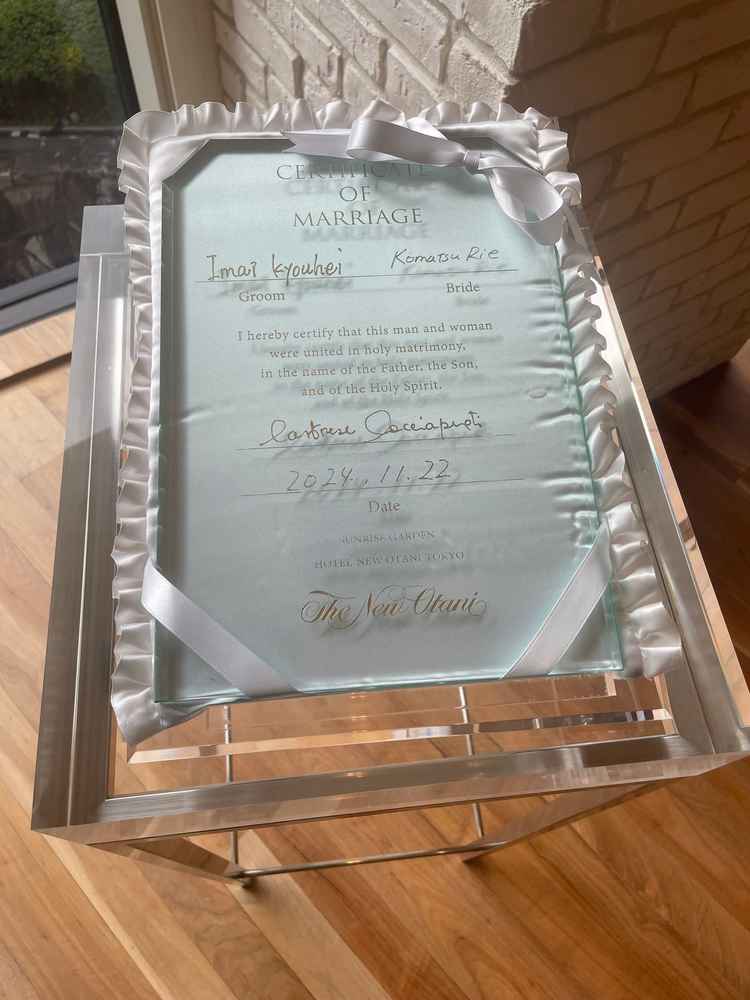 CERTIFICATE
OF
MARRIAGE
Imai Kyouhei Komatsu Rie
Groom Bride
I hereby certify that this man and woman
were united in holy matrimony,
in the name of the Father, the Son,
and of the Holy Spirit.
2024.11.22
Date
SUNRISE GARDEN
HOTEL NEW OTANI TOKYO
The New Otani